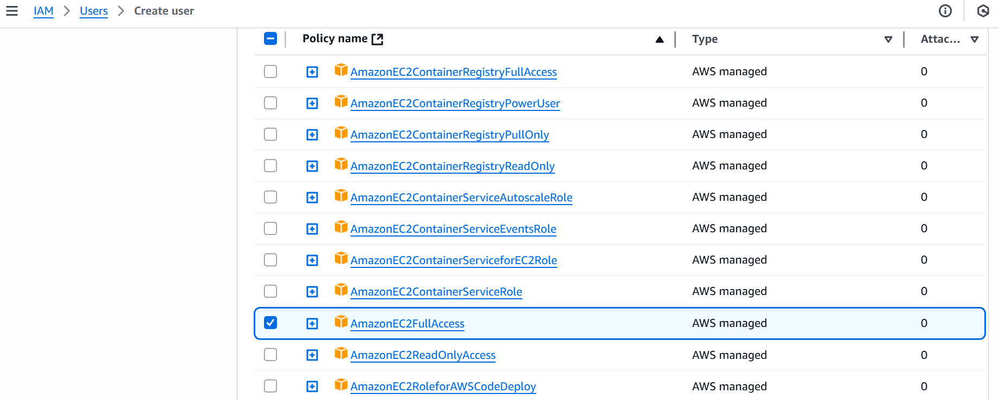 IAM > Users > Create user
Policy name Type Attac...
AmazonEC2ContainerRegistryFullAccess AWS managed 0
AmazonEC2ContainerRegistryPowerUser AWS managed 0
AmazonEC2ContainerRegistryPullOnly AWS managed 0
AmazonEC2ContainerRegistryReadOnly AWS managed 0
AmazonEC2ContainerServiceAutoscaleRole AWS managed 0
AmazonEC2ContainerServiceEventsRole AWS managed 0
AmazonEC2ContainerServiceforEC2Role AWS managed 0
AmazonEC2ContainerServiceRole AWS managed 0
AmazonEC2FullAccess AWS managed 0
AmazonEC2ReadOnlyAccess AWS managed 0
AmazonEC2RoleforAWSCodeDeploy AWS managed 0